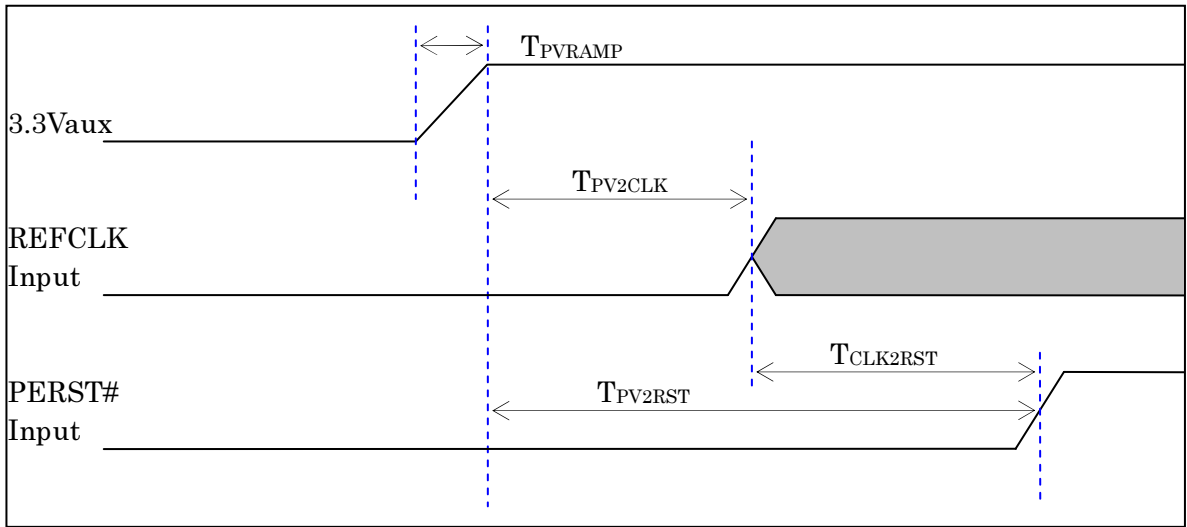 TPVRAMP
3.3Vaux
TPV2CLK
REFCLK
Input
TCLK2RST
PERST#
TPV2RST
Input